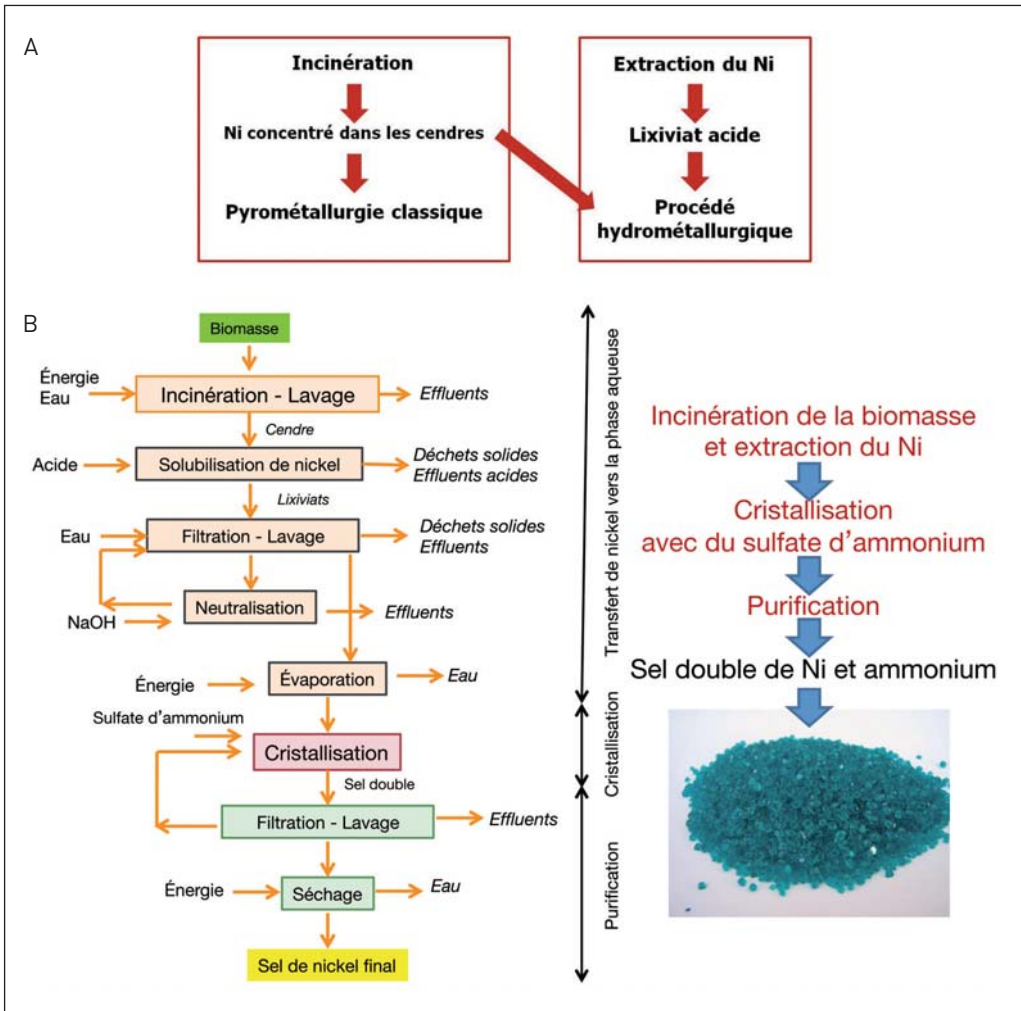 A
Incinération
Ni concentré dans les cendres
Pyrométallurgie classique
Extraction du Ni
Lixiviat acide
Procédé
hydrométallurgique
B
Biomasse
Énergie
Eau
Incinération - Lavage
Effluents
Cendre
Acide
Solubilisation de nickel
Déchets solides
Effluents acides
Lixiviats
Eau
Filtration - Lavage
Déchets solides
Effluents
Neutralisation
NaOH
Effluents
Énergie
Évaporation
Eau
Sulfate d'ammonium
Cristallisation
Sel double
Filtration - Lavage
Effluents
Énergie
Séchage
Eau
Sel de nickel final
Transfert de nickel vers la phase aqueuse
Cristallisation
Purification
Incinération de la biomasse
et extraction du Ni
Cristallisation
avec du sulfate d'ammonium
Purification
Sel double de Ni et ammonium